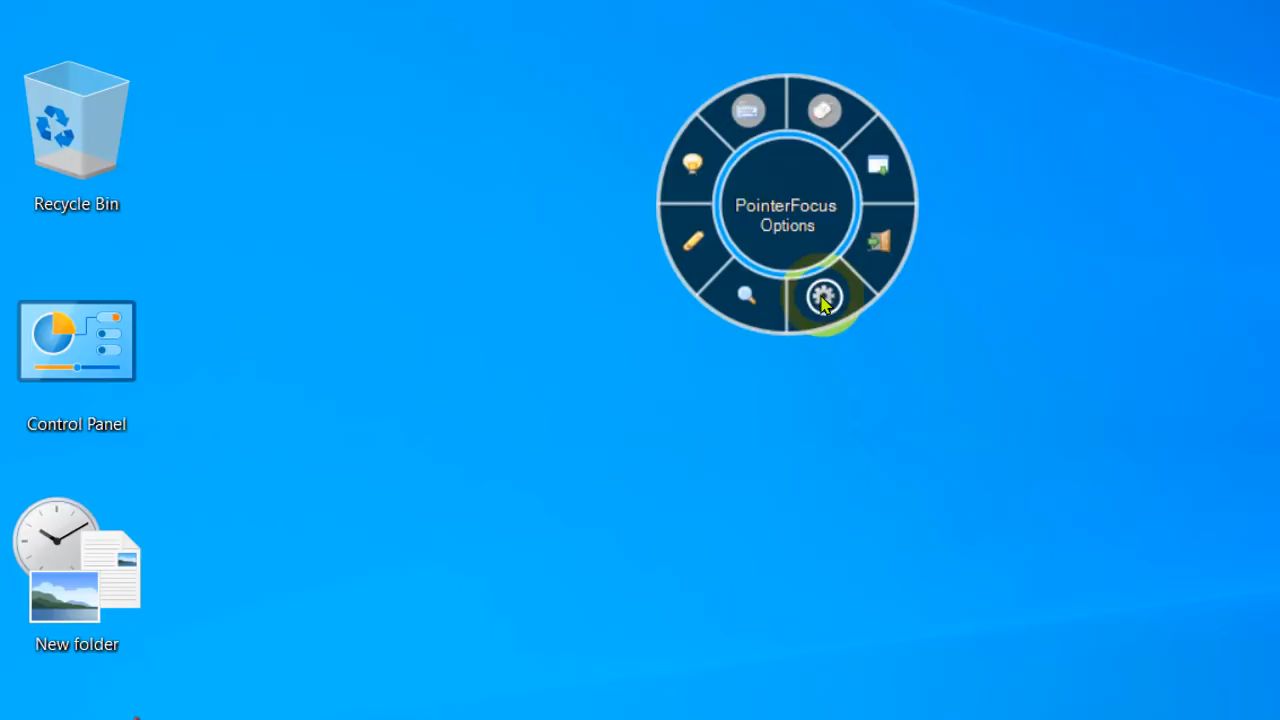 Recycle Bin
PointerFocus
Options
Control Panel
New folder